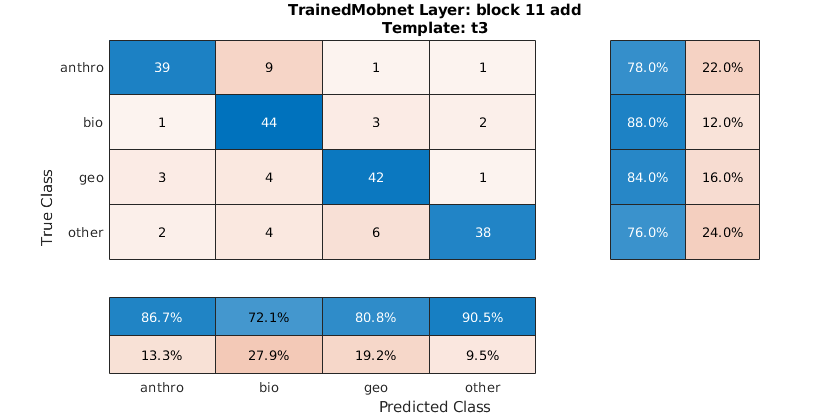 TrainedMobnet Layer: block 11 add
Template: t3
anthro 39 9 1 1 78.0% 22.0%
bio 1 44 3 2 88.0% 12.0%
geo 3 4 42 1 84.0% 16.0%
other 2 4 6 38 76.0% 24.0%
True Class
86.7% 72.1% 80.8% 90.5%
13.3% 27.9% 19.2% 9.5%
anthro bio geo other
Predicted Class